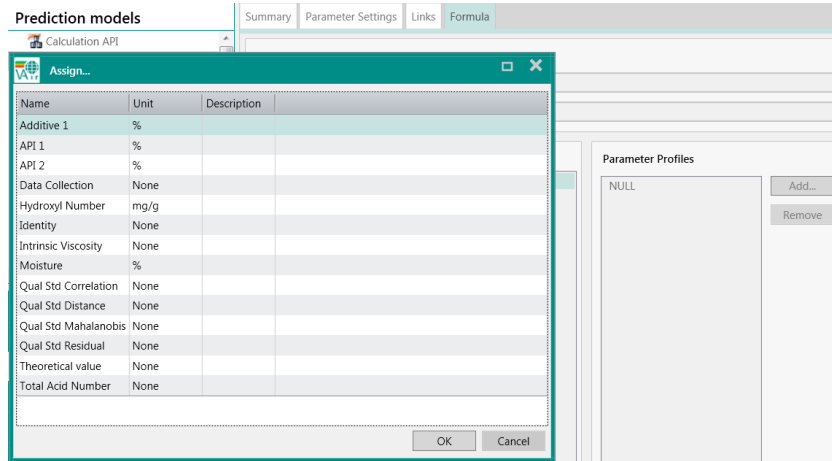 Prediction models
Summary Parameter Settings Links Formula
Calculation API
Assign...
Name Unit Description
Additive 1 %
API 1 %
API 2 %
Data Collection None
Hydroxyl Number mg/g
Identity None
Intrinsic Viscosity None
Moisture %
Qual Std Correlation None
Qual Std Distance None
Qual Std Mahalanobis None
Qual Std Residual None
Theoretical value None
Total Acid Number None
OK Cancel
Parameter Profiles
NULL
Add...
Remove